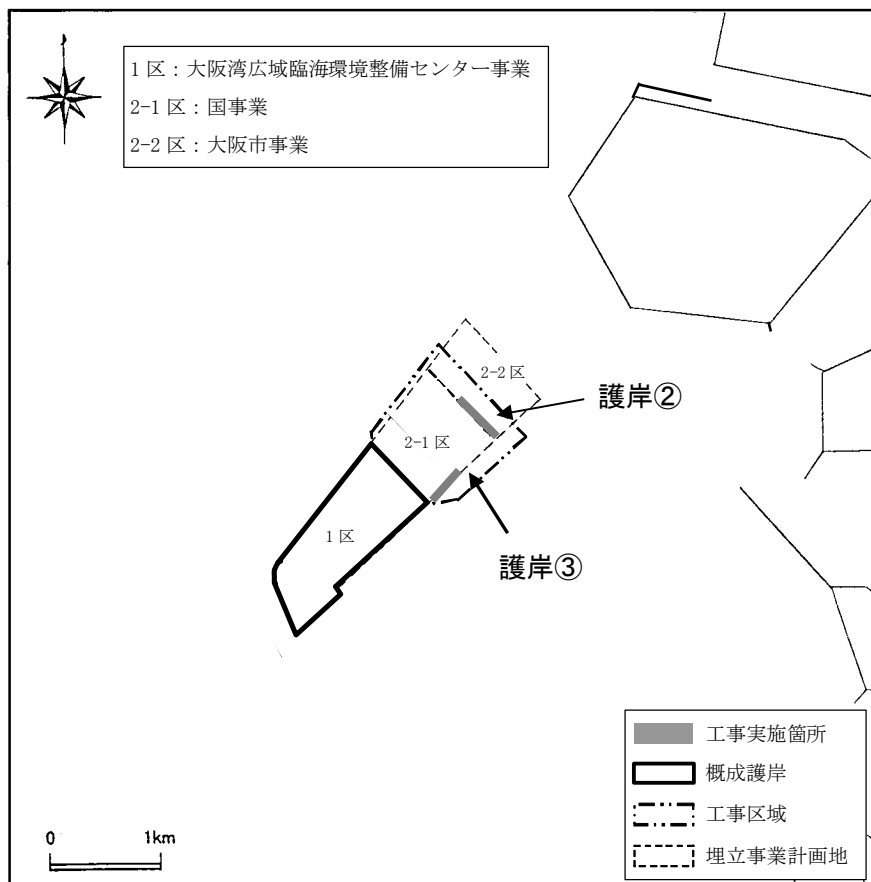 1 区：大阪湾広域臨海環境整備センター事業
2-1 区：国事業
2-2 区：大阪市事業
2-2 区
護岸②
2-1 区
1 区
護岸③
工事実施箇所
概成護岸
工事区域
埋立事業計画地
0 1km